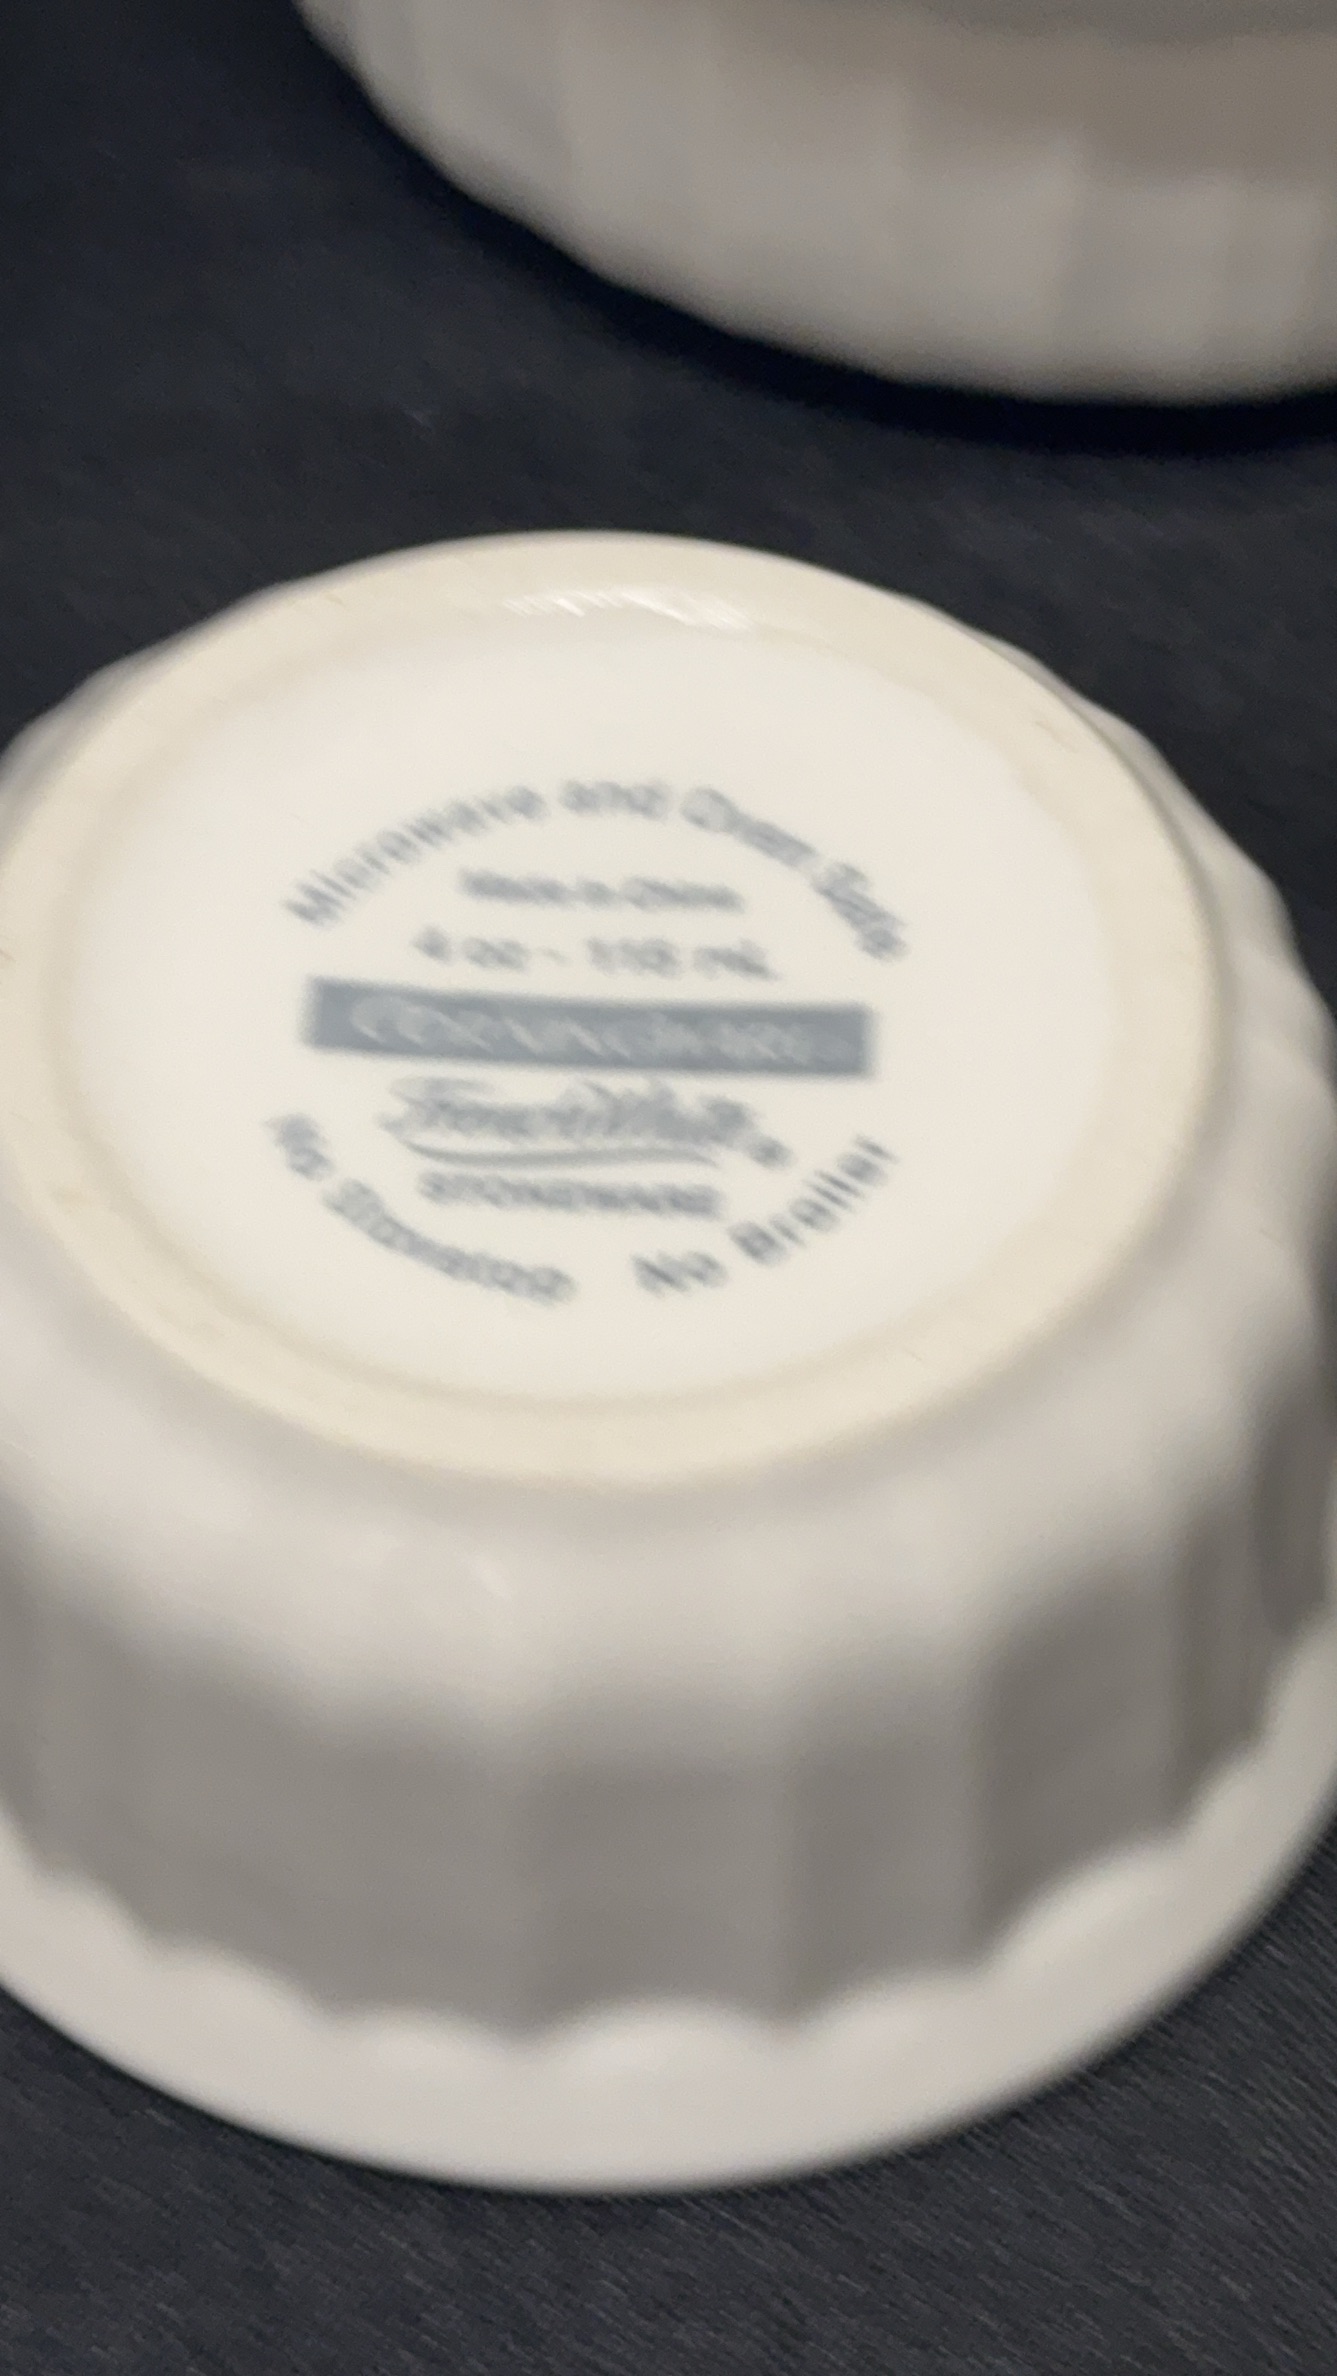 Microwave and Oven Safe
Made in China
4 oz - 118 mL
CORNINGWARE
French White®
STONEWARE
No Stovetop No Broiler